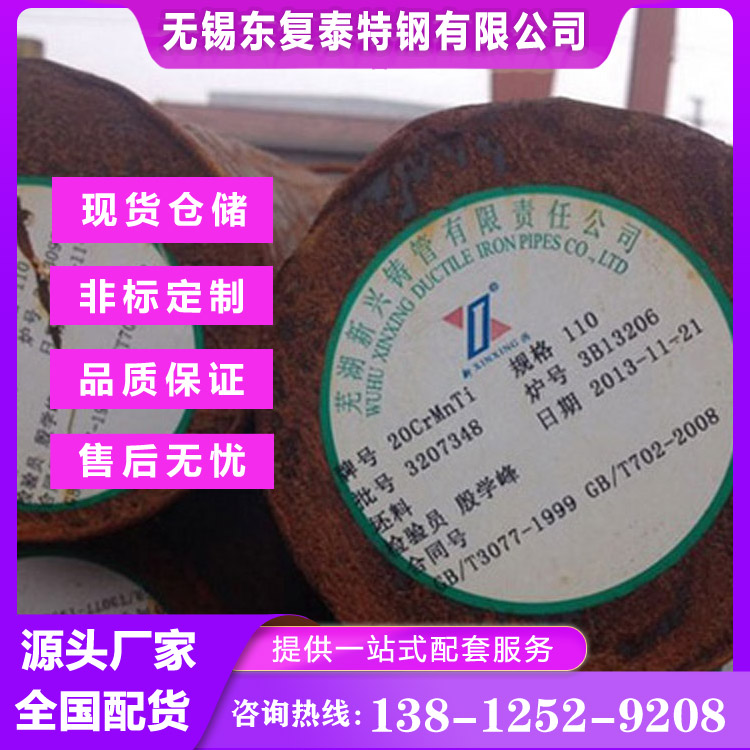 无锡东复泰特钢有限公司
现货仓储
非标定制
品质保证
售后无忧
芜湖新兴铸管有限责任公司
WUHU XINXING DUCTILE IRON PIPES CO.,LTD
®
新 XINXING 兴
牌号 20CrMnTi 规格 110
批号 3207348 炉号 3B13206
坯料 日期 2013-11-21
检验员 殷学峰
合同号
GB/T3077-1999 GB/T702-2008
源头厂家
全国配货
提供一站式配套服务
咨询热线:138-1252-9208